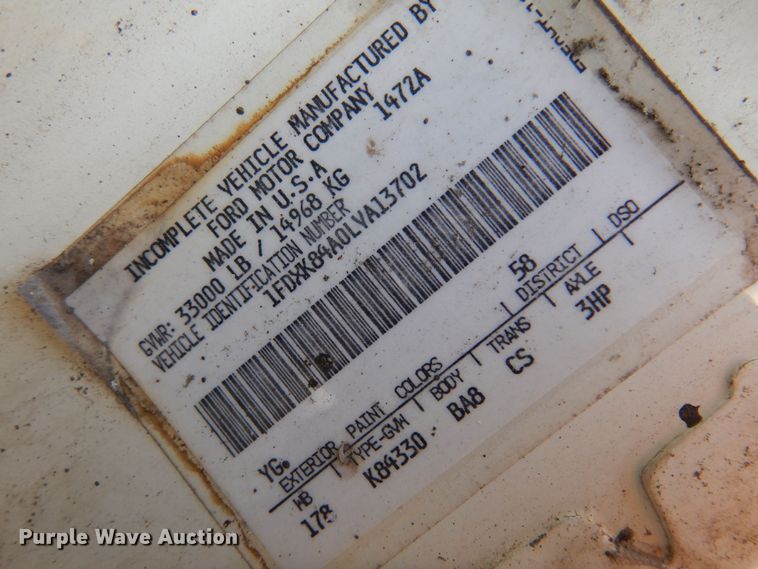 INCOMPLETE VEHICLE MANUFACTURED BY
FORD MOTOR COMPANY
MADE IN U.S.A 1472A
GVWR: 33000 LB / 14968 KG
VEHICLE IDENTIFICATION NUMBER
1FDXK84A0LVA13702
YG. 58
EXTERIOR PAINT COLORS DISTRICT DSO
WB TYPE-GVW BODY TRANS AXLE
178 K84330 BA8 CS 3HP
Purple Wave Auction®